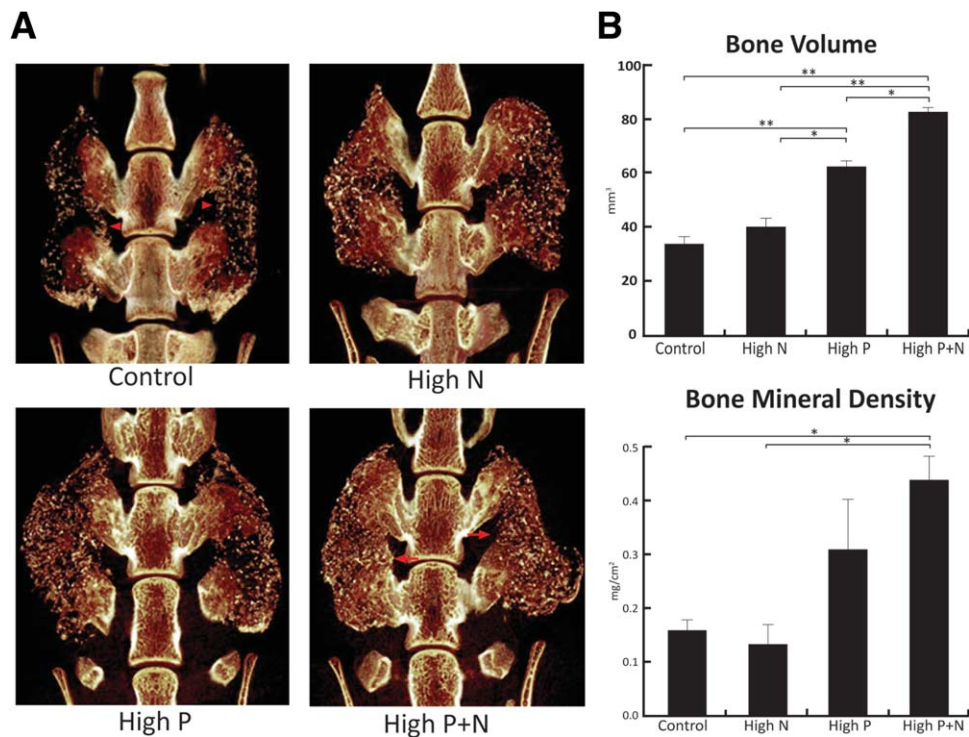 A
Control
High N
High P
High P+N
B
Bone Volume
**
**
*
**
*
100
80
60
40
20
0
mm³
Control High N High P High P+N
Bone Mineral Density
*
*
0.5
0.4
0.3
0.2
0.1
0.0
mg/cm²
Control High N High P High P+N